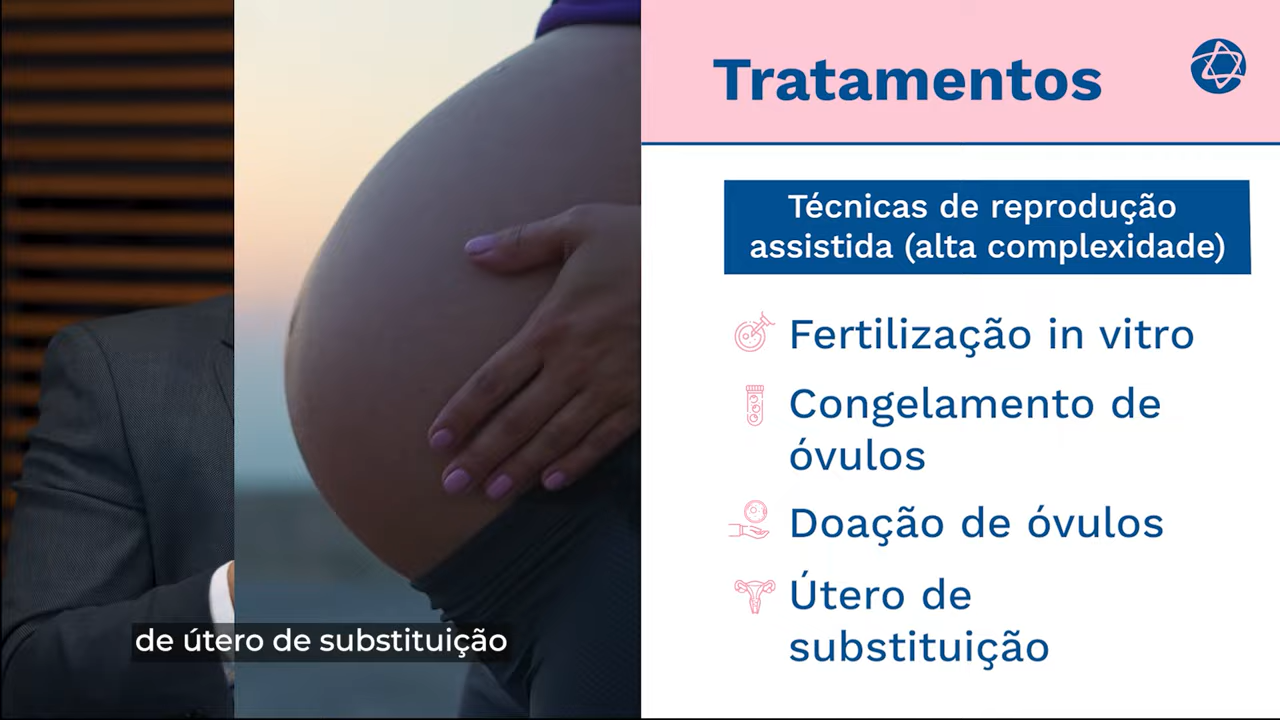 Tratamentos
Técnicas de reprodução
assistida (alta complexidade)
Fertilização in vitro
Congelamento de
óvulos
Doação de óvulos
Útero de
substituição
de útero de substituição